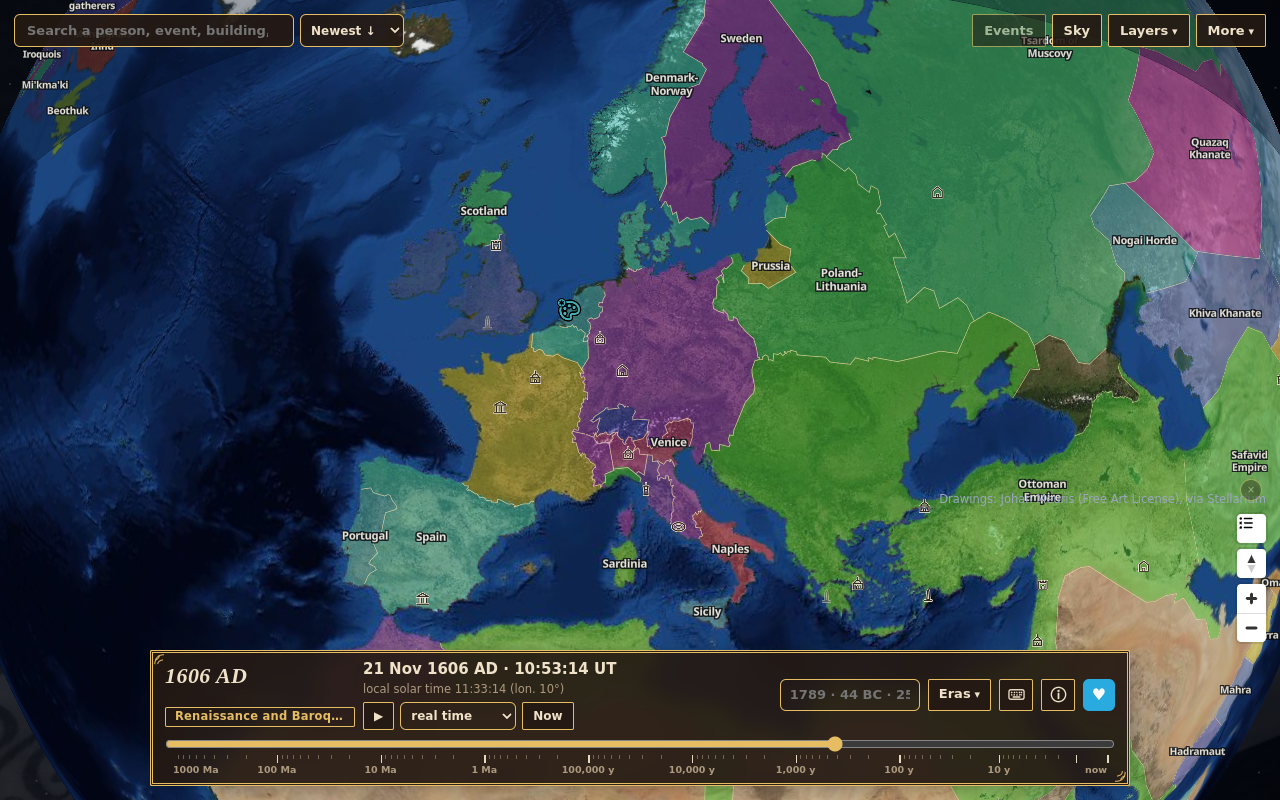 gatherers
Search a person, event, building,
Newest ↓
Events
Sky
Layers ▾
More ▾
Iroquois
Innu
Mi'kma'ki
Beothuk
Sweden
Denmark-
Norway
Muscovy
Quazaq
Khanate
Scotland
Nogai Horde
Prussia
Poland-
Lithuania
Khiva Khanate
Venice
Safavid
Empire
Ottoman
Empire
Drawings: Johan Meuris (Free Art License), via Stellarium
Portugal
Spain
Naples
Sardinia
Sicily
Mahra
Hadramaut
1606 AD
21 Nov 1606 AD · 10:53:14 UT
local solar time 11:33:14 (lon. 10°)
1789 · 44 BC · 25
Eras ▾
Renaissance and Baroq…
real time
Now
1000 Ma
100 Ma
10 Ma
1 Ma
100,000 y
10,000 y
1,000 y
100 y
10 y
now